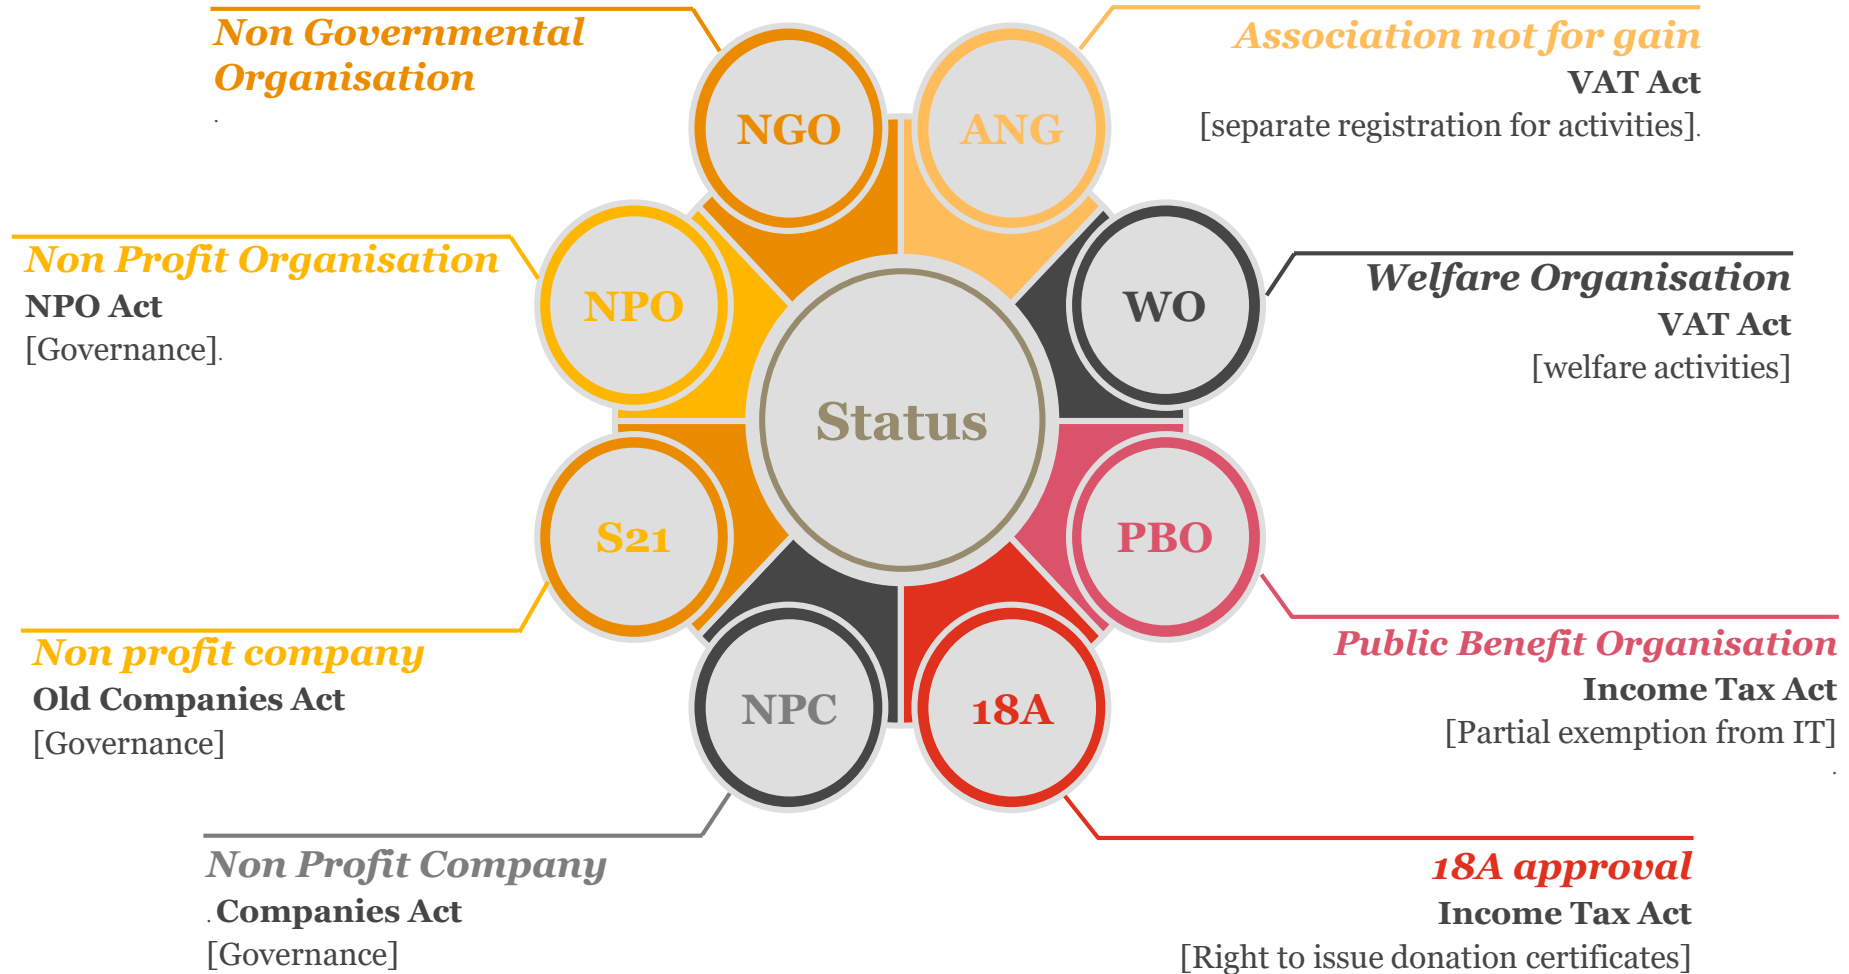 Non Governmental
Organisation
.
NGO
ANG
Association not for gain
VAT Act
[separate registration for activities].
Non Profit Organisation
NPO Act
[Governance].
NPO
WO
Welfare Organisation
VAT Act
[welfare activities]
Status
S21
PBO
Non profit company
Old Companies Act
[Governance]
Public Benefit Organisation
Income Tax Act
[Partial exemption from IT]
.
NPC
18A
Non Profit Company
. Companies Act
[Governance]
18A approval
Income Tax Act
[Right to issue donation certificates]